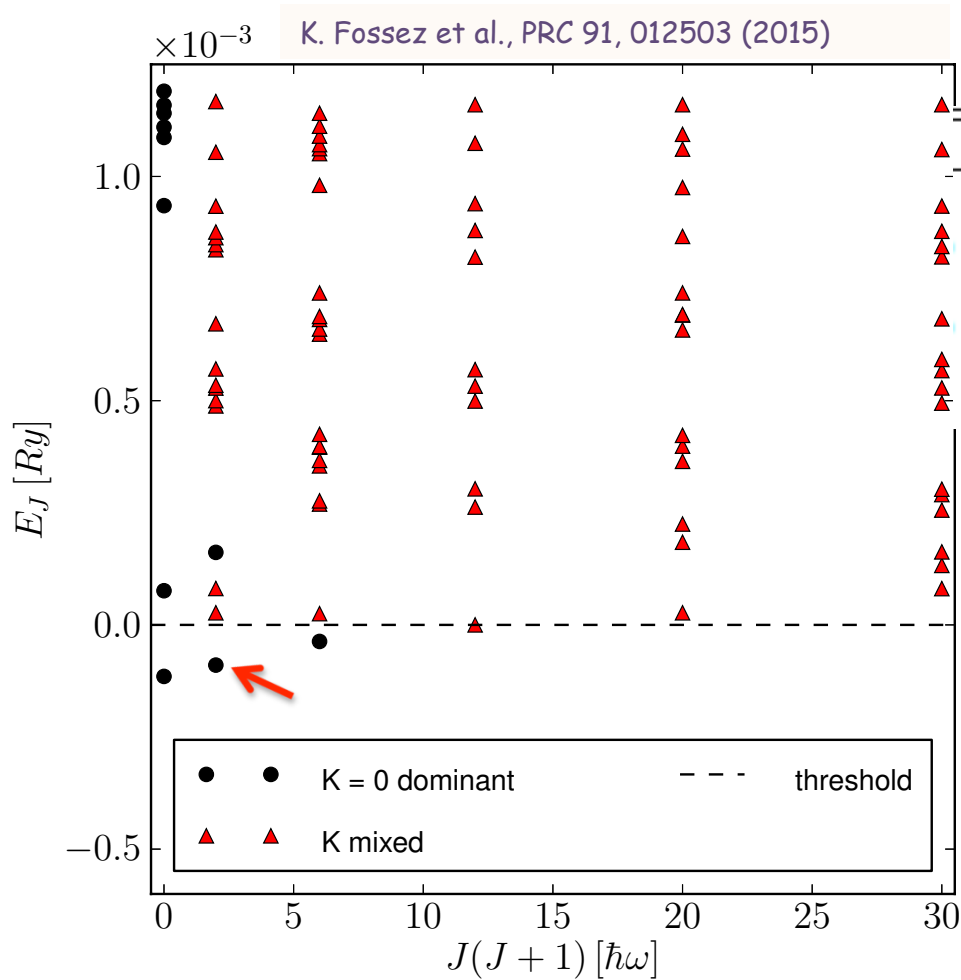 K. Fossez et al., PRC 91, 012503 (2015)
×10⁻³
1.0
0.5
0.0
−0.5
E_J [Ry]
K = 0 dominant
threshold
K mixed
0 5 10 15 20 25 30
J(J + 1) [ħω]